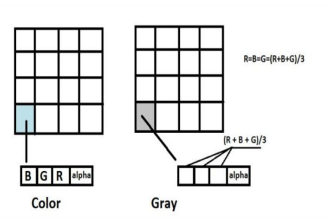 R=B=G=(R+B+G)/3
(R + B + G)/3
B G R alpha
alpha
Color
Gray